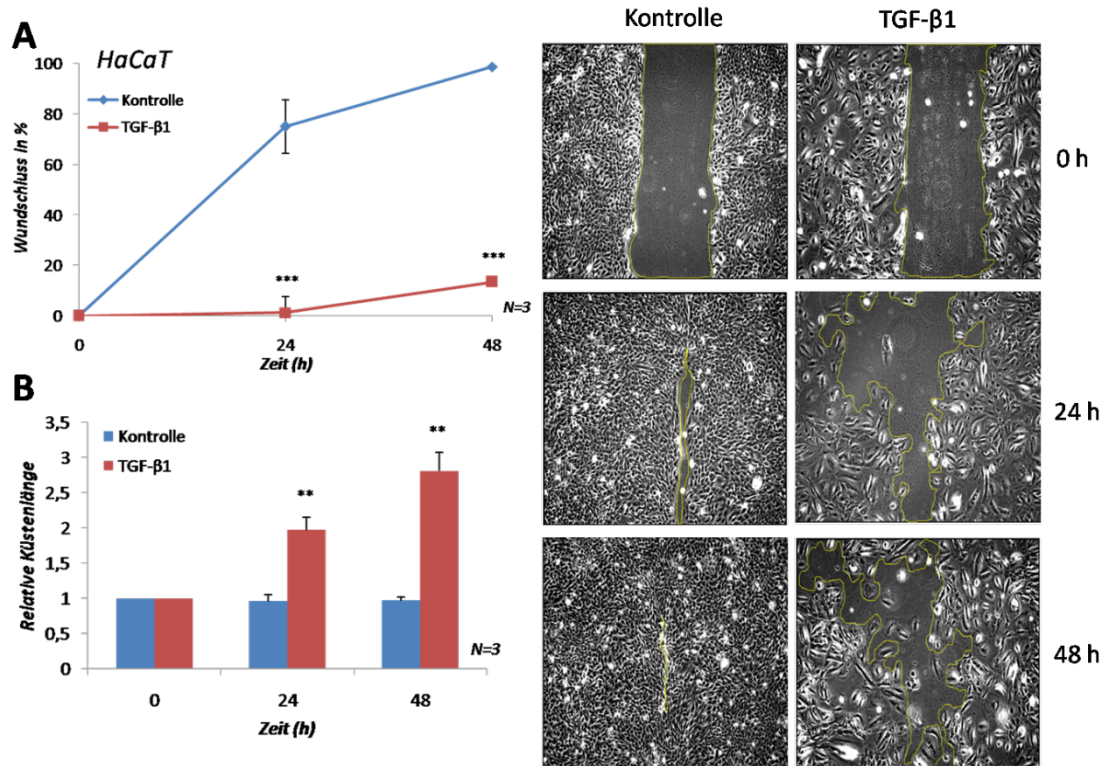 A
HaCaT
Kontrolle
TGF-β1
Wundschluss in %
100
80
60
40
20
0
***
***
N=3
0
24
48
Zeit (h)
B
Kontrolle
TGF-β1
Relative Küstenlänge
3,5
3
2,5
2
1,5
1
0,5
0
**
**
N=3
0
24
48
Zeit (h)
Kontrolle
TGF-β1
0 h
24 h
48 h